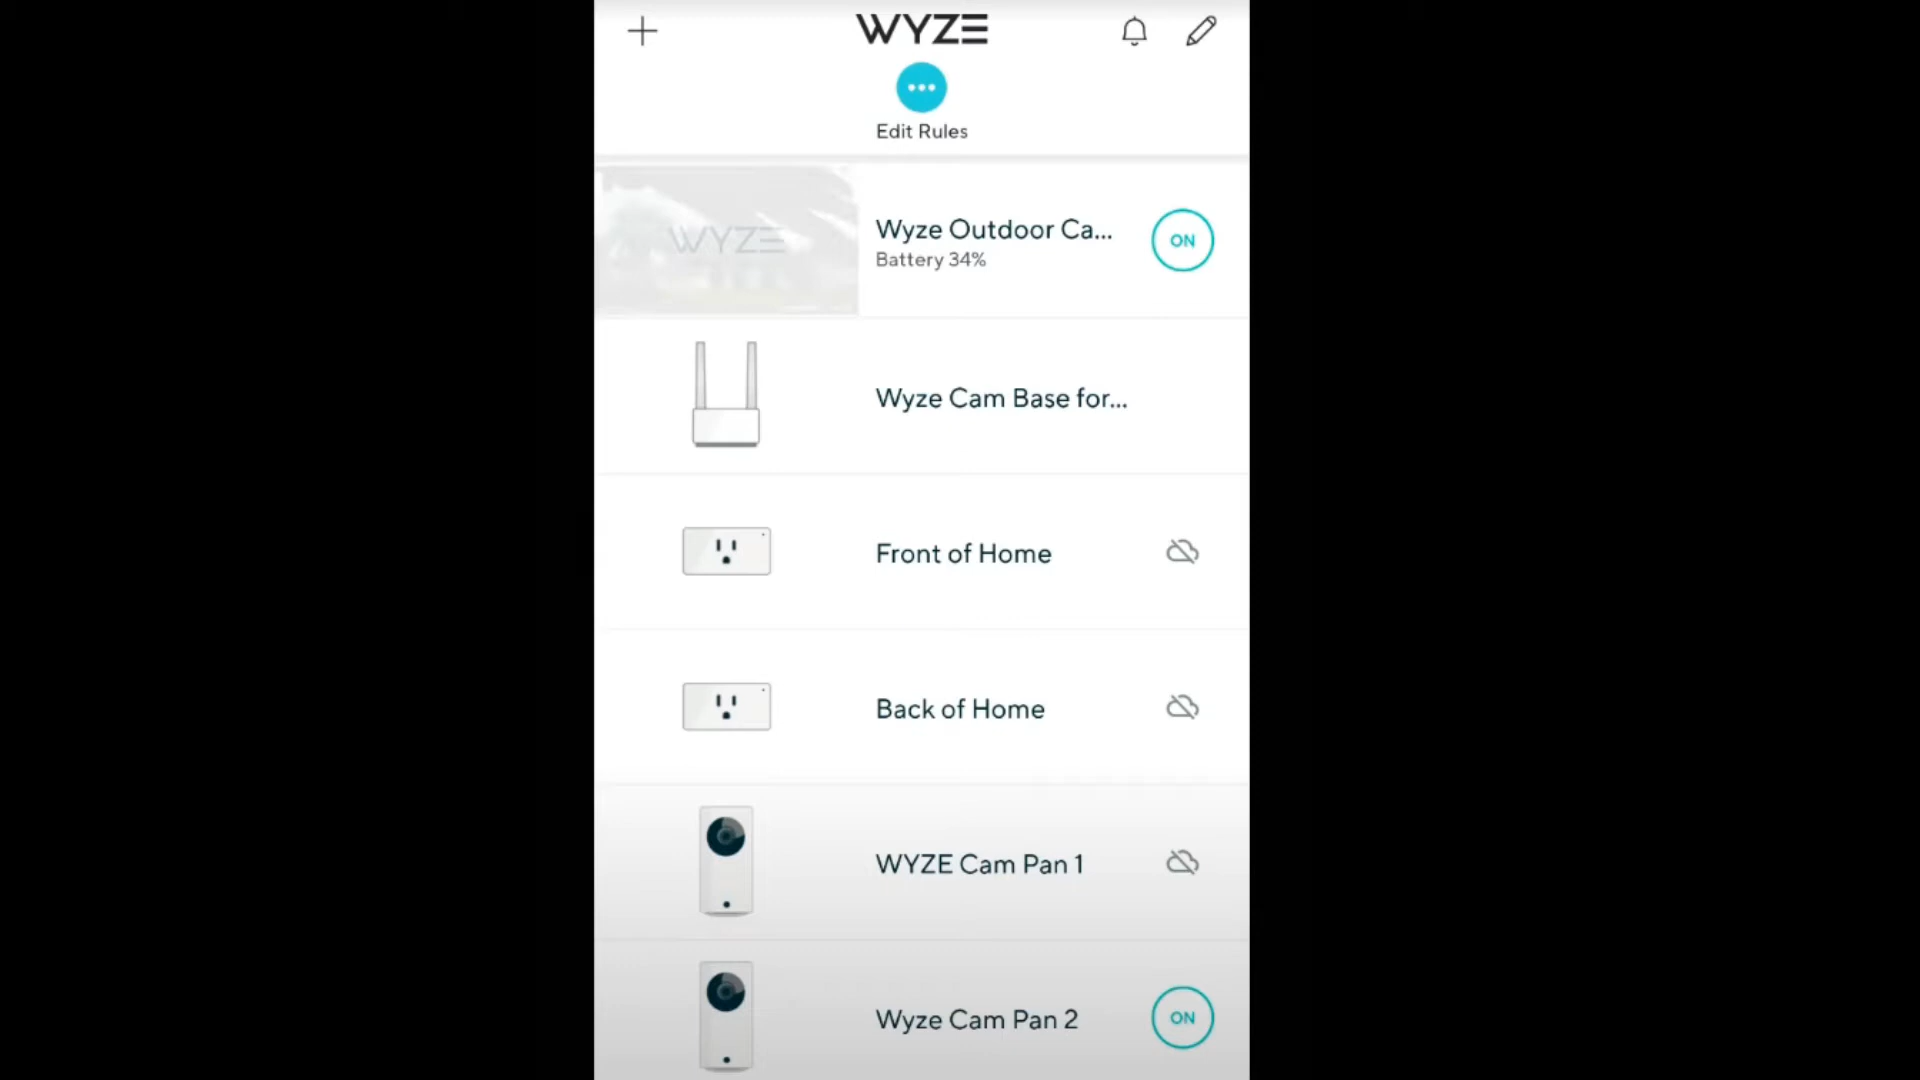 WYZE
Edit Rules
WYZE
Wyze Outdoor Ca...
Battery 34%
ON
Wyze Cam Base for...
Front of Home
Back of Home
WYZE Cam Pan 1
Wyze Cam Pan 2
ON